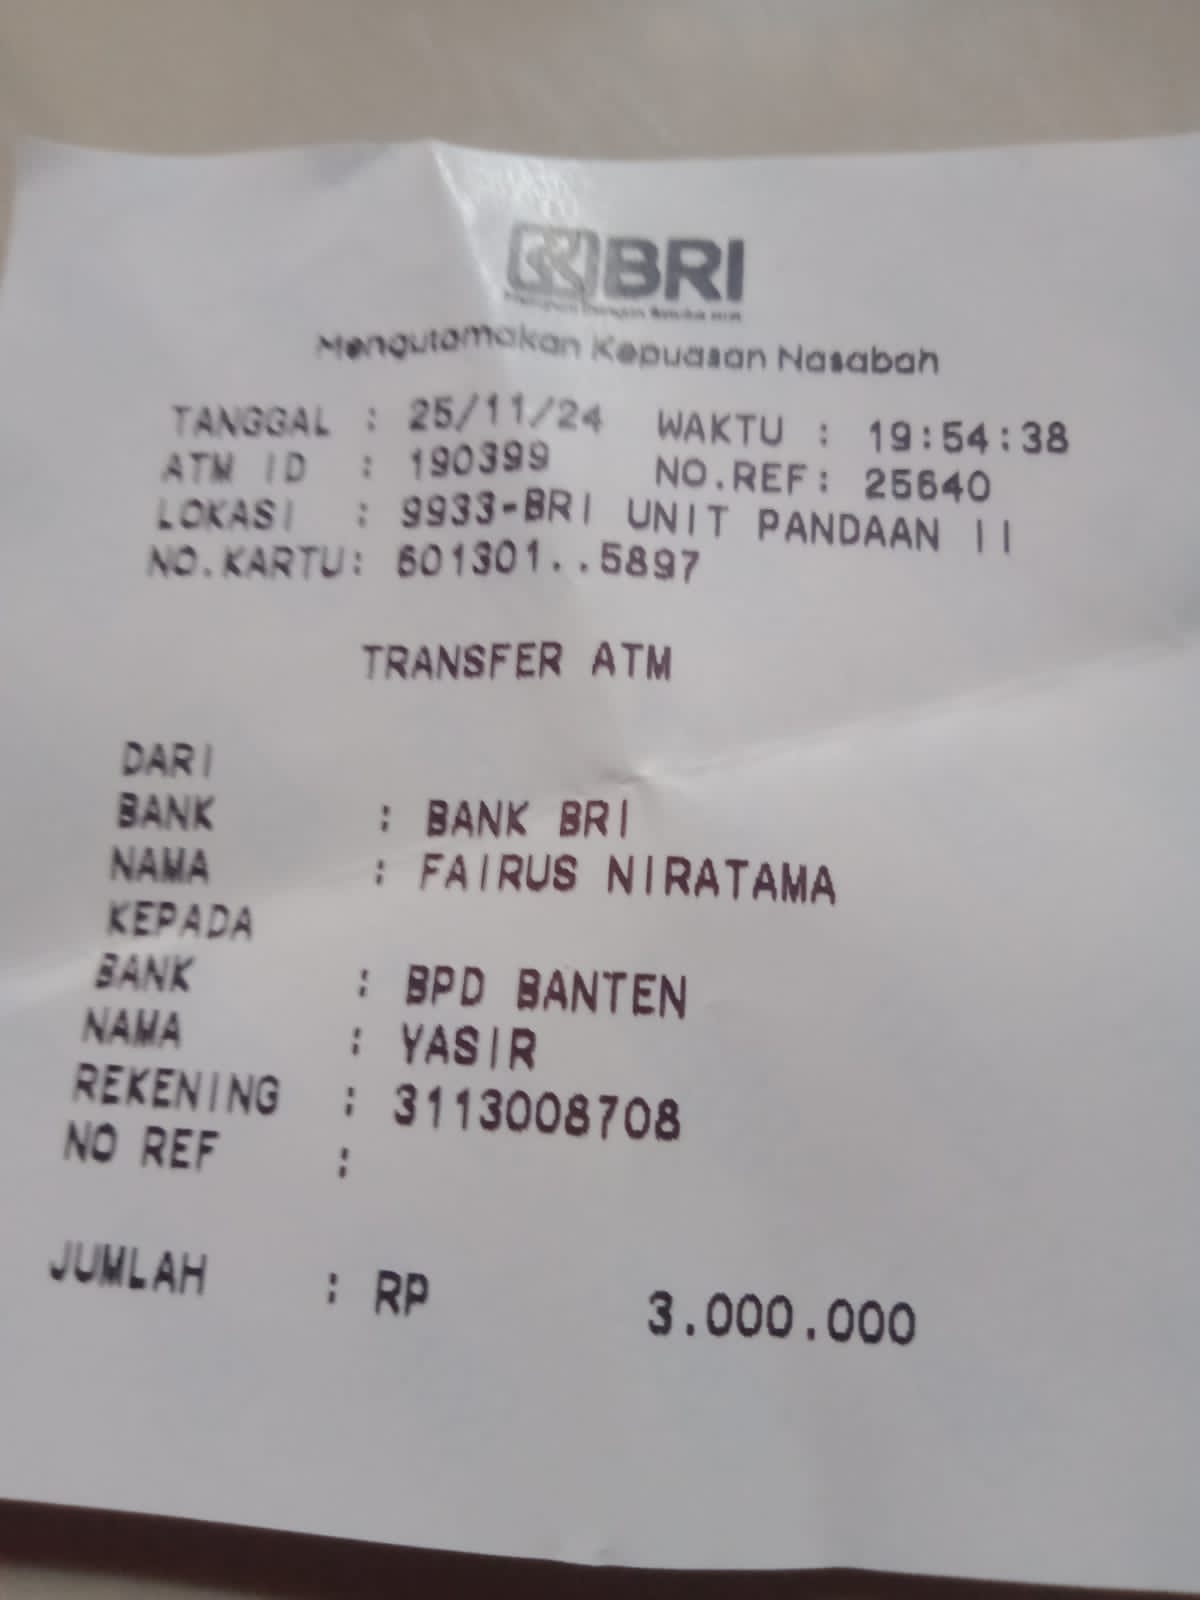 BRI
Mengutamakan Kepuasan Nasabah
TANGGAL : 25/11/24 WAKTU : 19:54:38
ATM ID : 190399 NO.REF: 25640
LOKASI : 9933-BRI UNIT PANDAAN II
NO.KARTU: 601301..5897
TRANSFER ATM
DARI
BANK : BANK BRI
NAMA : FAIRUS NIRATAMA
KEPADA
BANK : BPD BANTEN
NAMA : YASIR
REKENING : 3113008708
NO REF :
JUMLAH : RP 3.000.000